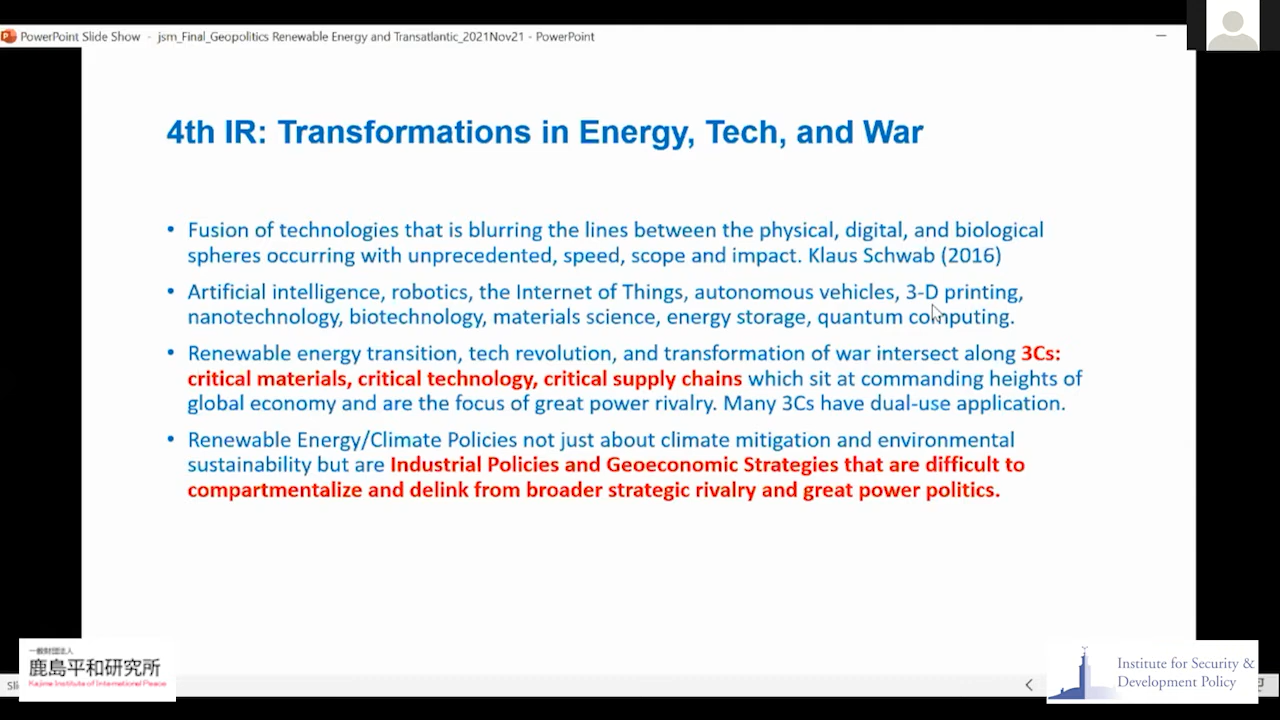 PowerPoint Slide Show - jsm_Final_Geopolitics Renewable Energy and Transatlantic_2021Nov21 - PowerPoint
4th IR: Transformations in Energy, Tech, and War
• Fusion of technologies that is blurring the lines between the physical, digital, and biological
spheres occurring with unprecedented, speed, scope and impact. Klaus Schwab (2016)
• Artificial intelligence, robotics, the Internet of Things, autonomous vehicles, 3-D printing,
nanotechnology, biotechnology, materials science, energy storage, quantum computing.
• Renewable energy transition, tech revolution, and transformation of war intersect along 3Cs:
critical materials, critical technology, critical supply chains which sit at commanding heights of
global economy and are the focus of great power rivalry. Many 3Cs have dual-use application.
• Renewable Energy/Climate Policies not just about climate mitigation and environmental
sustainability but are Industrial Policies and Geoeconomic Strategies that are difficult to
compartmentalize and delink from broader strategic rivalry and great power politics.
一般財団法人
鹿島平和研究所
Kajima Institute of International Peace
Institute for Security &
Development Policy